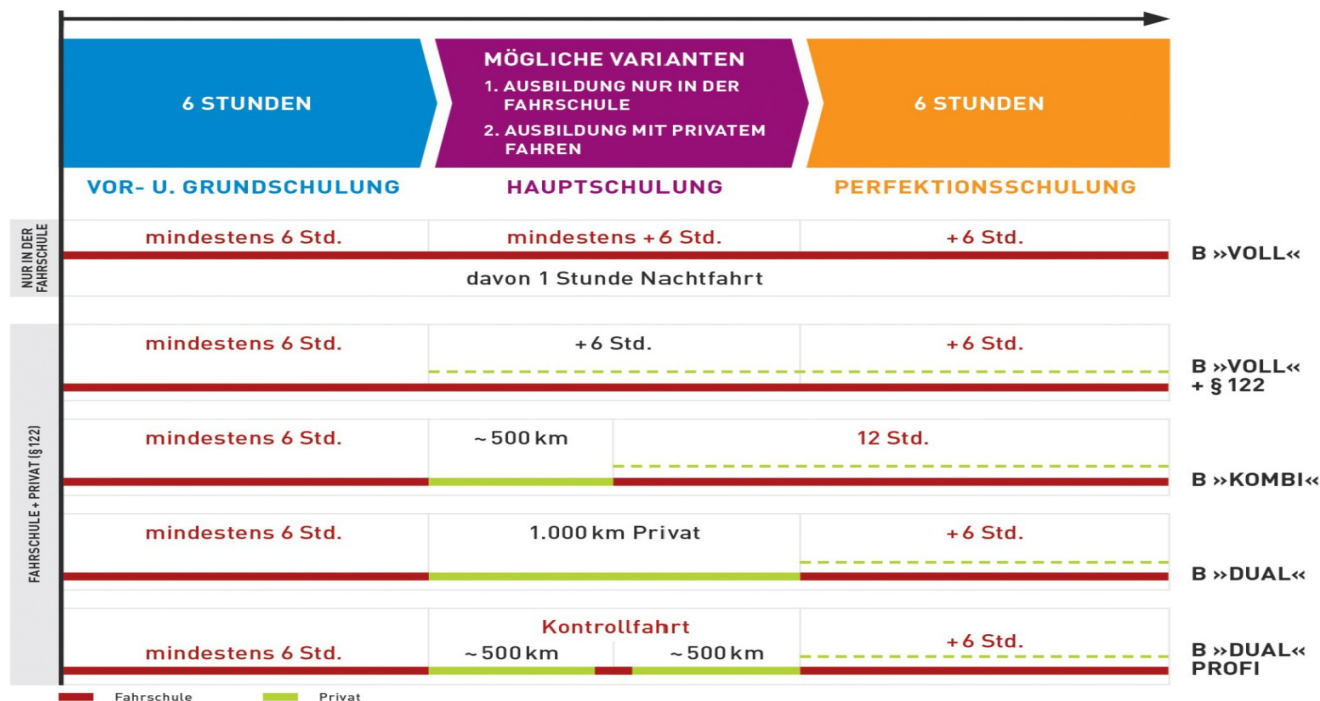 6 STUNDEN
MÖGLICHE VARIANTEN
1. AUSBILDUNG NUR IN DER
FAHRSCHULE
2. AUSBILDUNG MIT PRIVATEM
FAHREN
6 STUNDEN
VOR- U. GRUNDSCHULUNG
HAUPTSCHULUNG
PERFEKTIONSSCHULUNG
NUR IN DER
FAHRSCHULE
mindestens 6 Std.
mindestens +6 Std.
+6 Std.
davon 1 Stunde Nachtfahrt
B »VOLL«
FAHRSCHULE + PRIVAT (§122)
mindestens 6 Std.
+6 Std.
+6 Std.
B »VOLL«
+ § 122
mindestens 6 Std.
~500 km
12 Std.
B »KOMBI«
mindestens 6 Std.
1.000 km Privat
+6 Std.
B »DUAL«
mindestens 6 Std.
Kontrollfahrt
~500 km
~500 km
+6 Std.
B »DUAL«
PROFI
Fahrschule
Privat